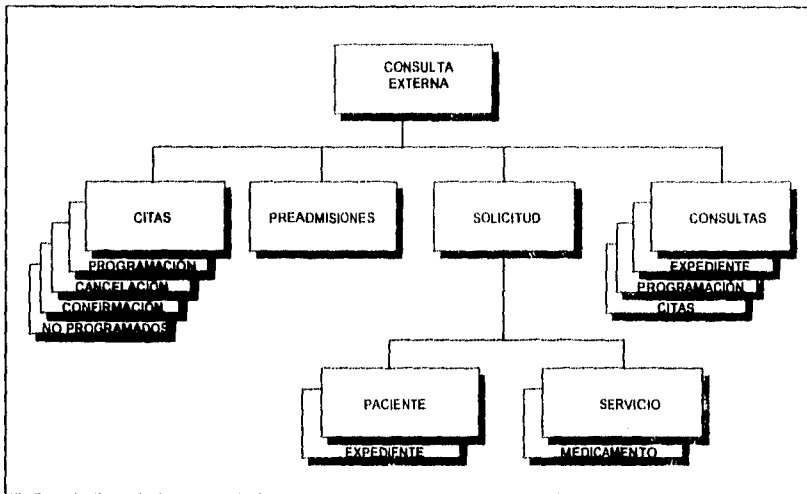 CONSULTA
EXTERNA
CITAS
PREADMISIONES
SOLICITUD
CONSULTAS
PROGRAMACIÓN
CANCELACIÓN
CONFIRMACIÓN
NO PROGRAMADOS
EXPEDIENTE
PROGRAMACIÓN
CITAS
PACIENTE
EXPEDIENTE
SERVICIO
MEDICAMENTO